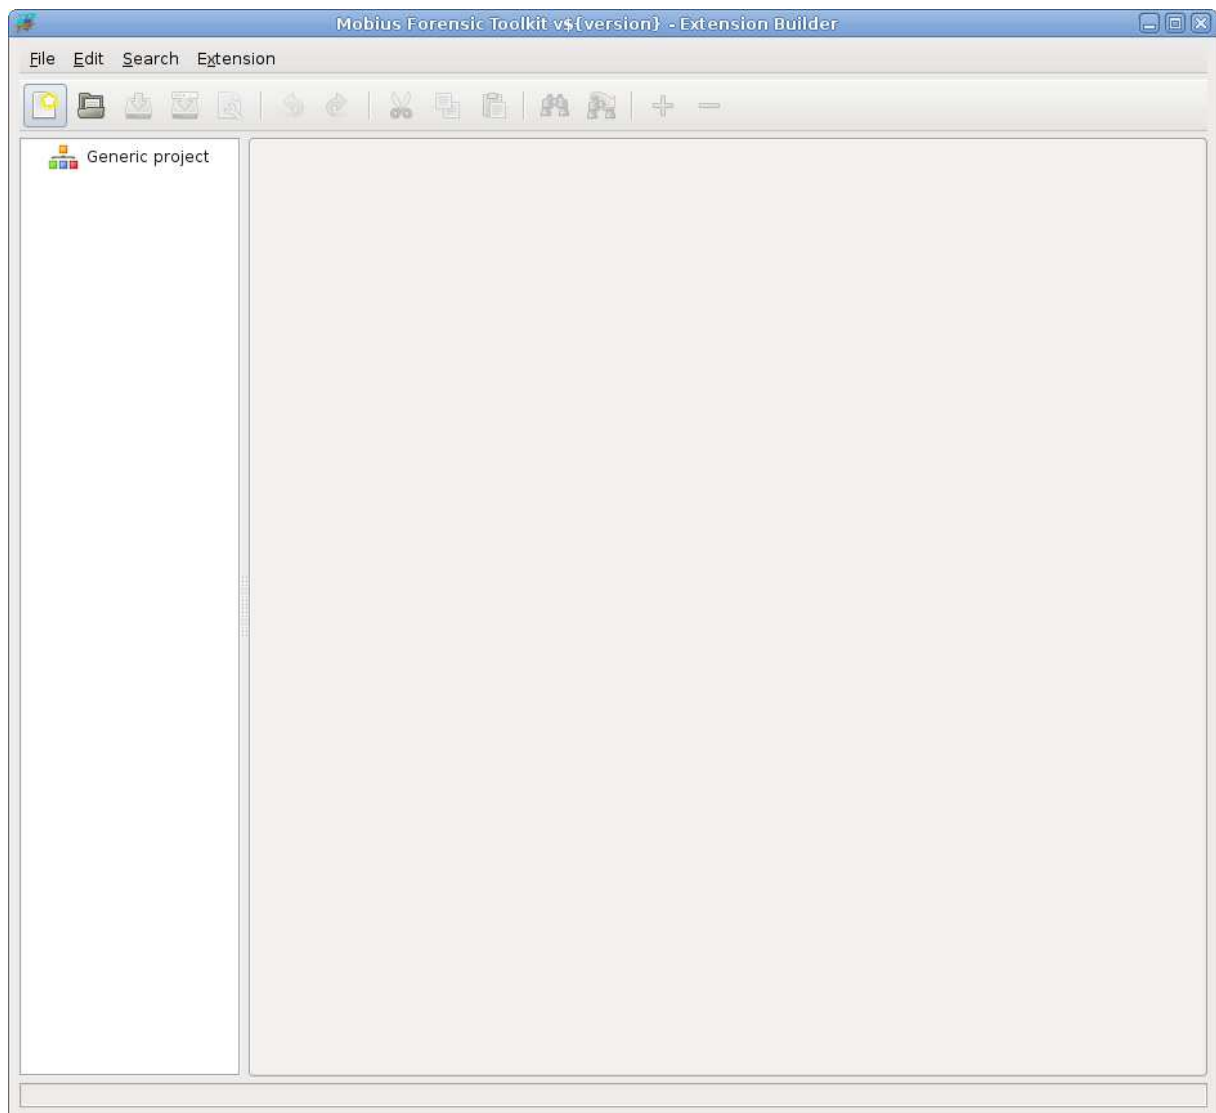 Mobius Forensic Toolkit v${version} - Extension Builder
File Edit Search Extension
Generic project